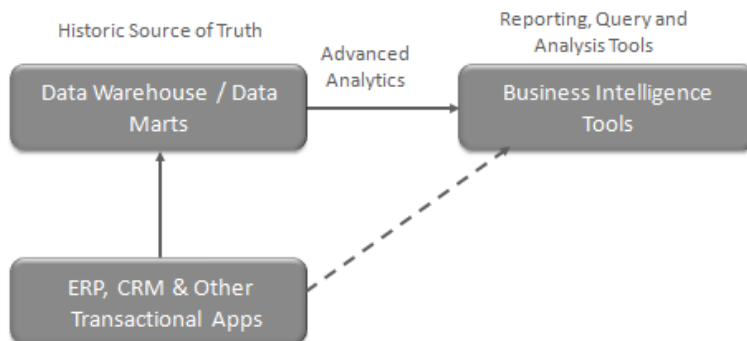 Historic Source of Truth
Reporting, Query and
Analysis Tools
Advanced
Analytics
Data Warehouse / Data
Marts
Business Intelligence
Tools
ERP, CRM & Other
Transactional Apps